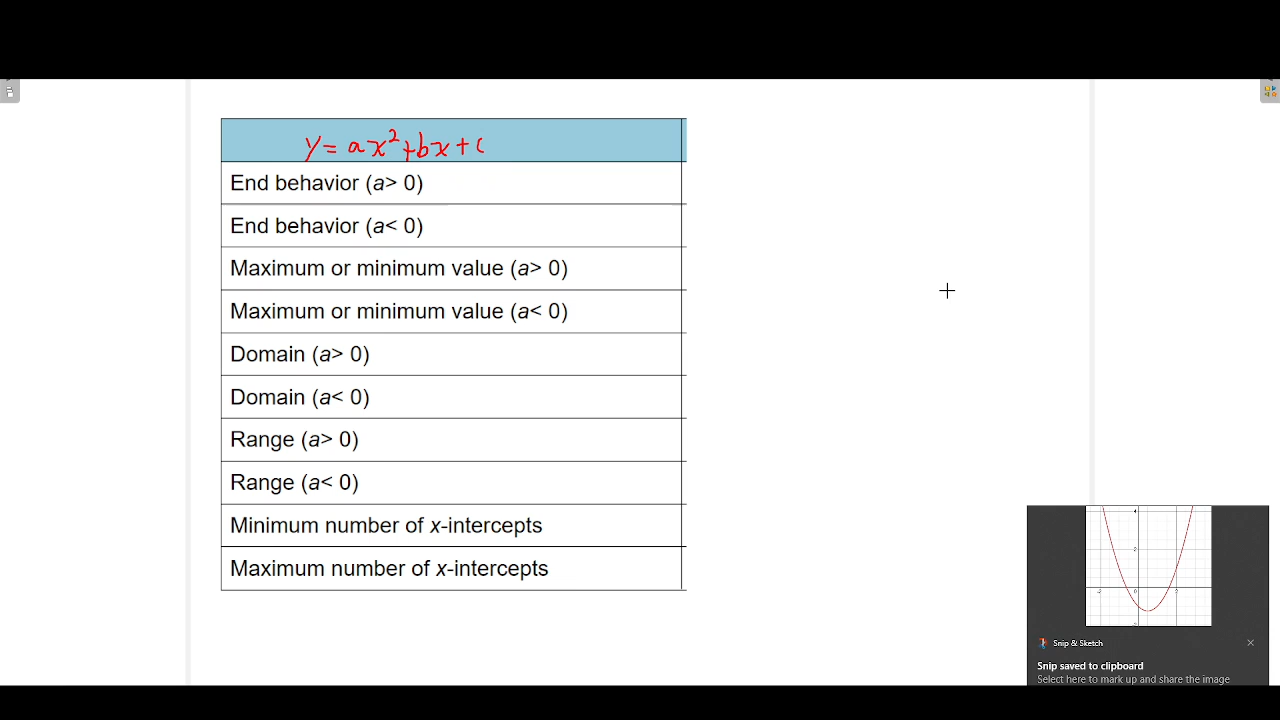 y = ax²+bx+c
End behavior (a> 0)
End behavior (a< 0)
Maximum or minimum value (a> 0)
Maximum or minimum value (a< 0)
Domain (a> 0)
Domain (a< 0)
Range (a> 0)
Range (a< 0)
Minimum number of x-intercepts
Maximum number of x-intercepts
Snip & Sketch
Snip saved to clipboard
Select here to mark up and share the image